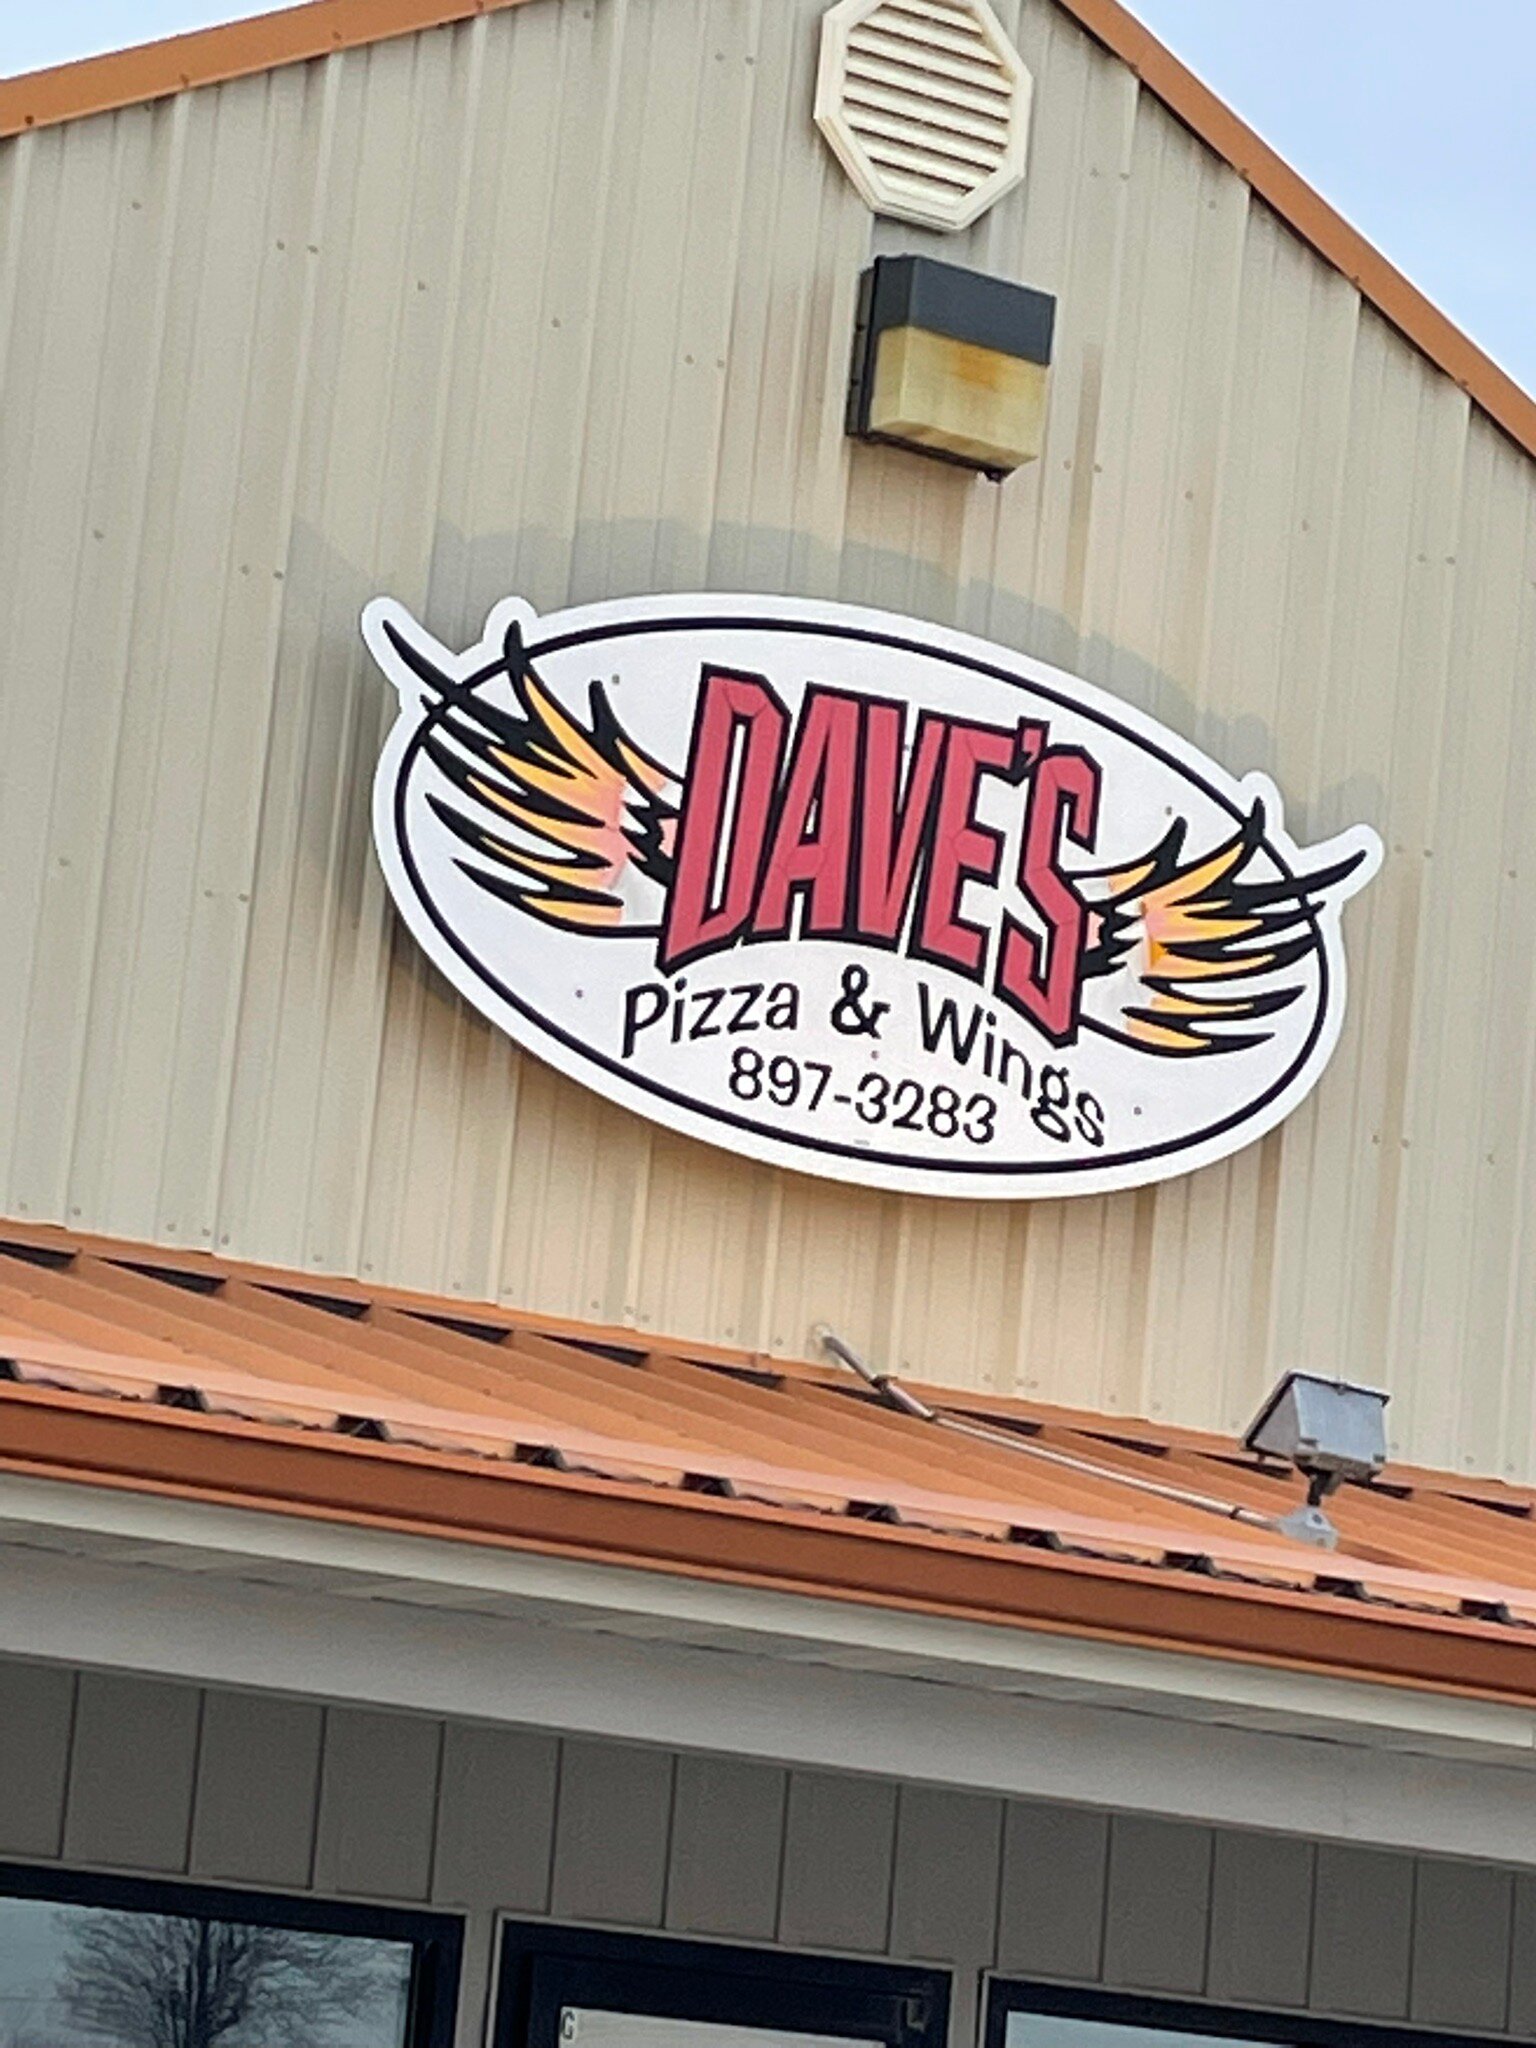 DAVE'S
Pizza & Wings
897-3283
G